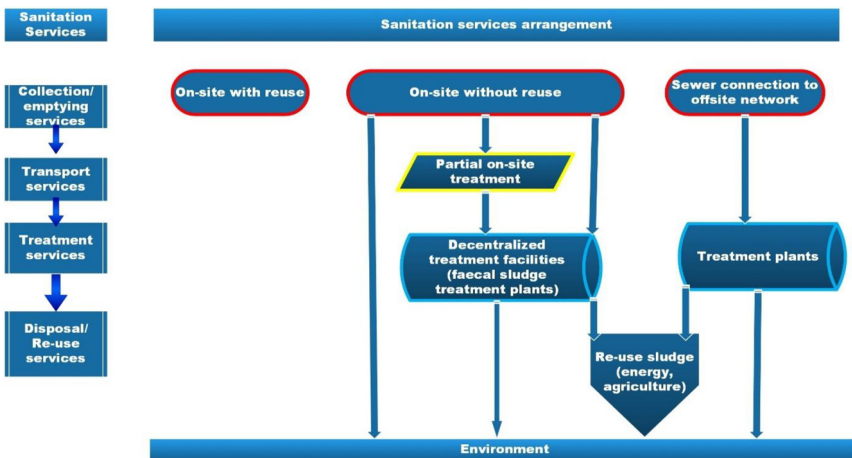 Sanitation
Services
Sanitation services arrangement
Collection/
emptying
services
On-site with reuse
On-site without reuse
Sewer connection to
offsite network
Transport
services
Partial on-site
treatment
Treatment
services
Decentralized
treatment facilities
(faecal sludge
treatment plants)
Treatment plants
Disposal/
Re-use
services
Re-use sludge
(energy,
agriculture)
Environment